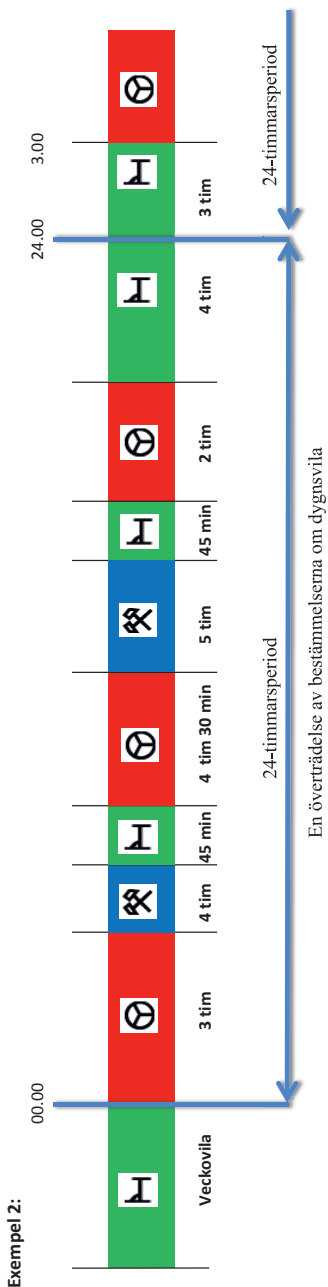 Exempel 2:
00.00
24.00
3.00
Veckovila
3 tim
4 tim
45 min
4 tim 30 min
5 tim
45 min
2 tim
4 tim
3 tim
24-timmarsperiod
24-timmarsperiod
En överträdelse av bestämmelserna om dygnsvila